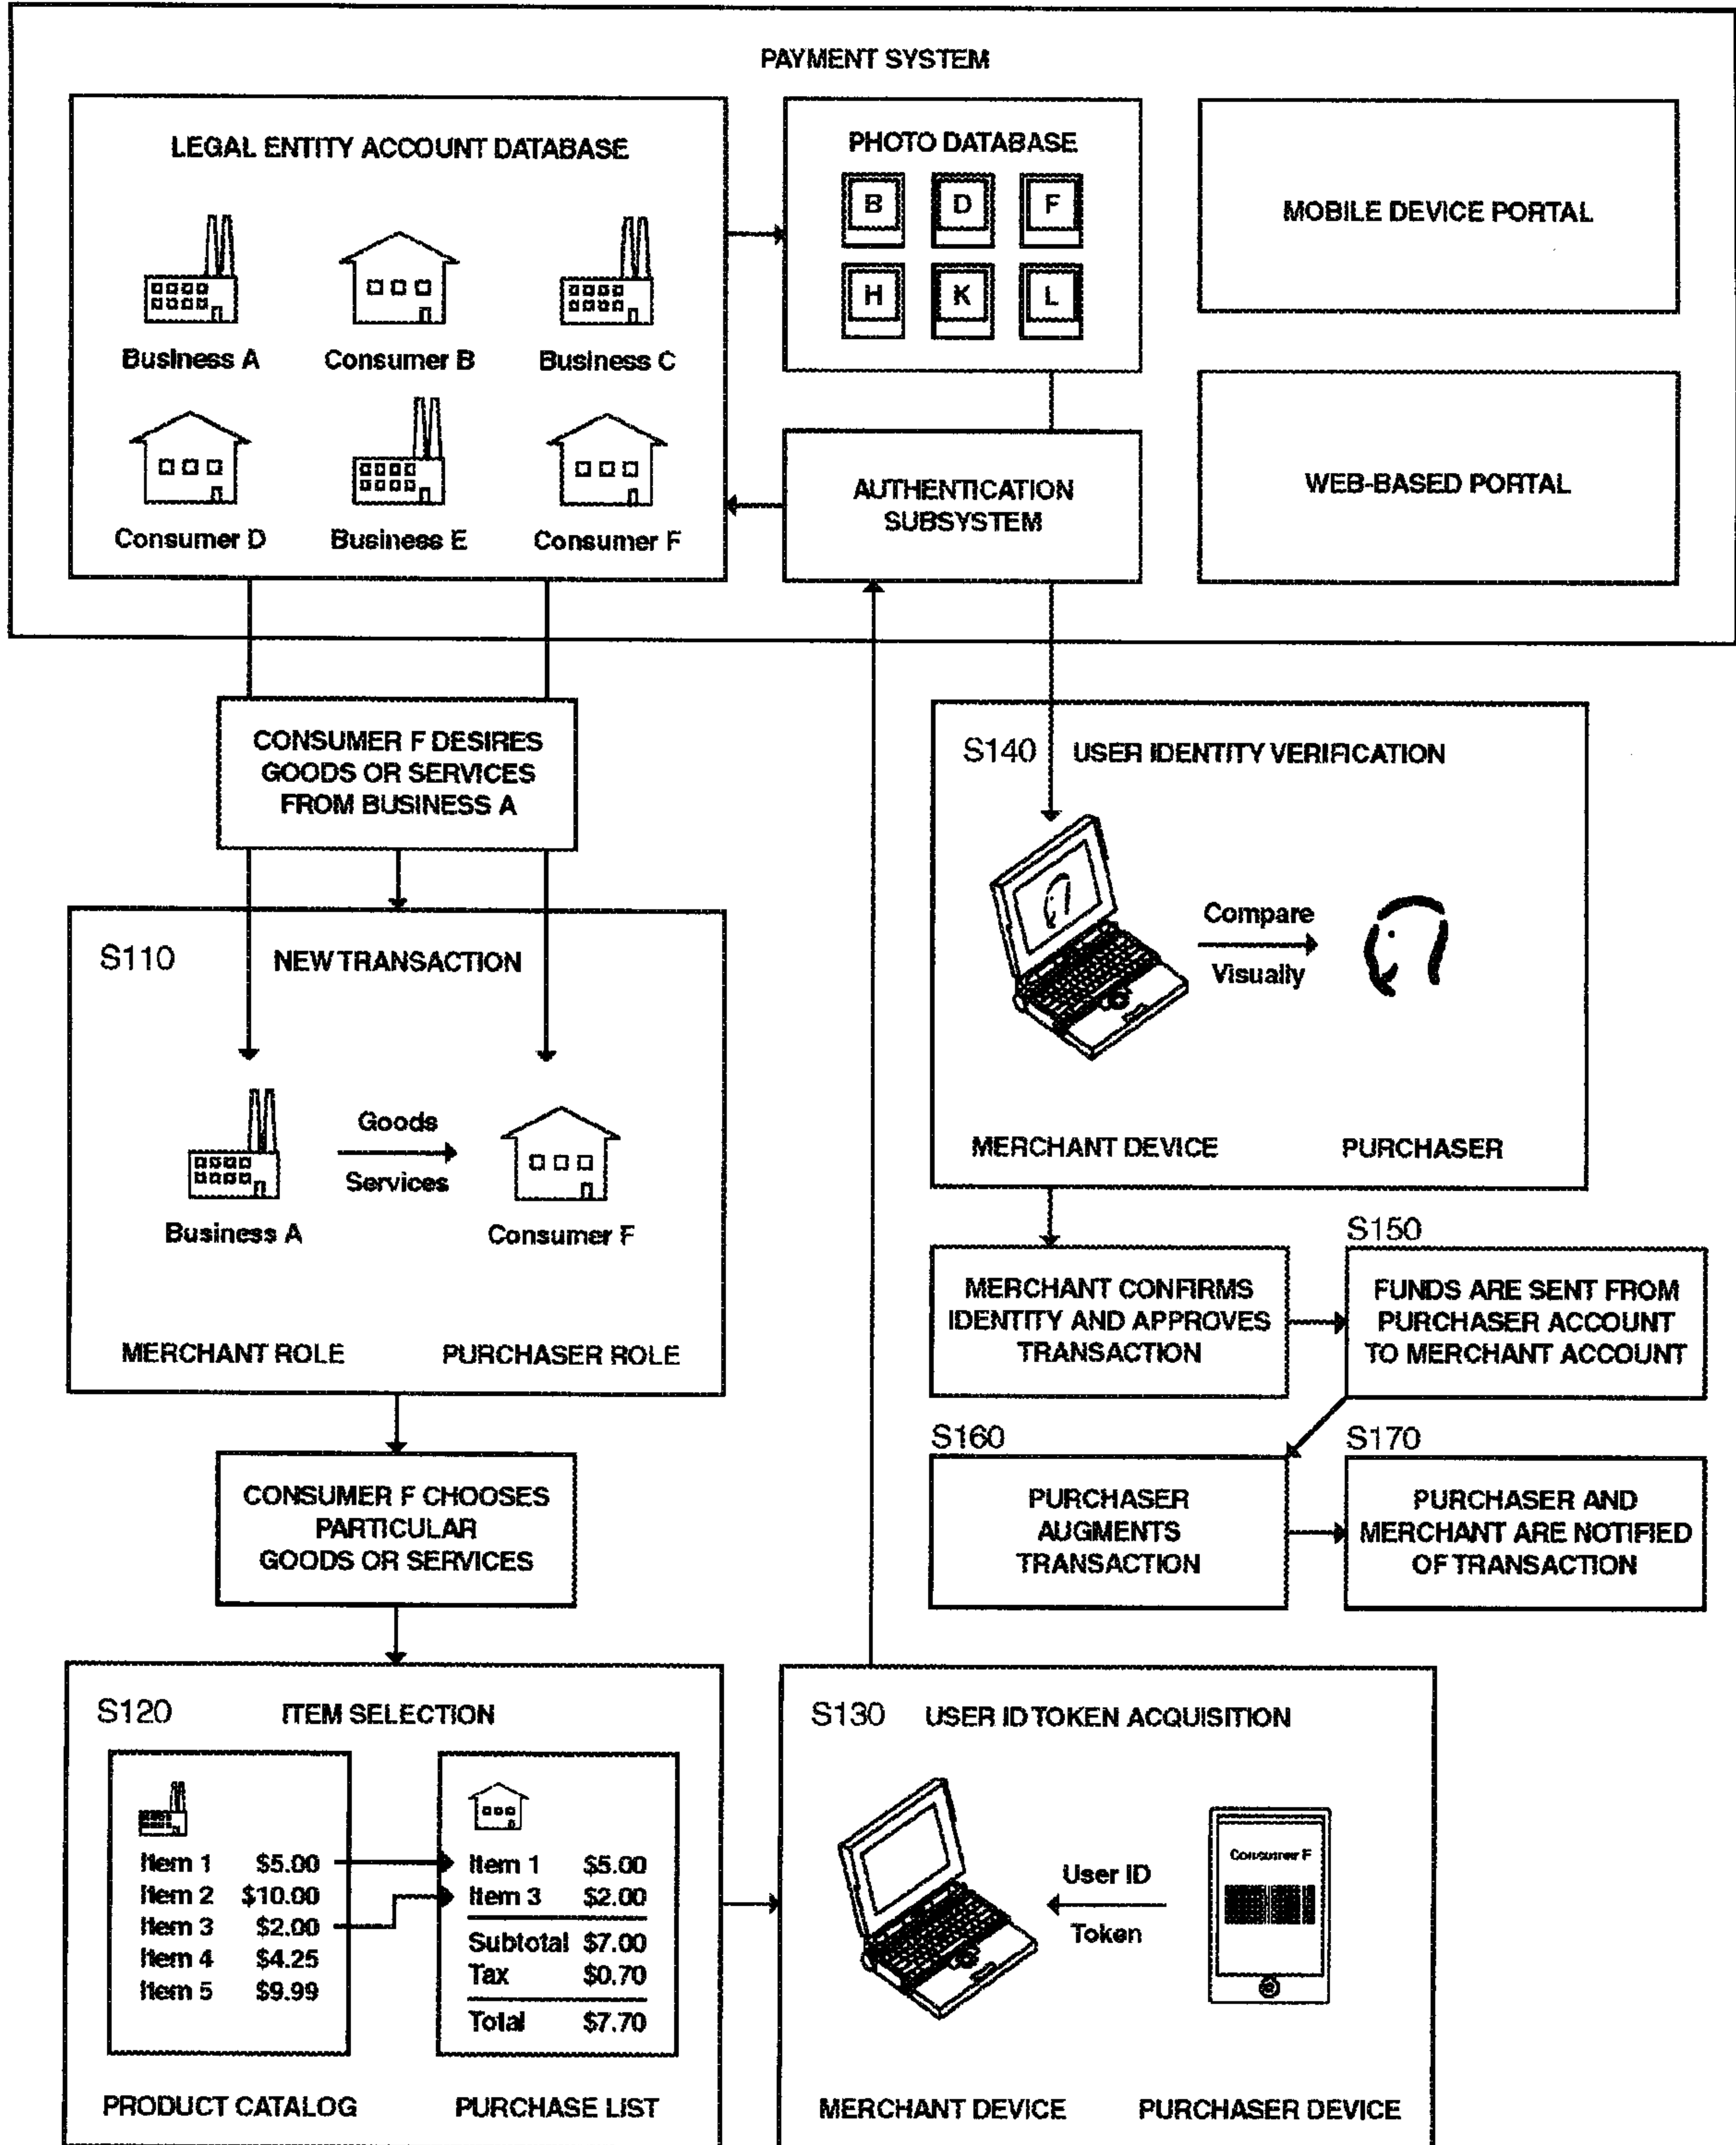 PAYMENT SYSTEM
LEGAL ENTITY ACCOUNT DATABASE
Business A
Consumer B
Business C
Consumer D
Business E
Consumer F
PHOTO DATABASE
B D F
H K L
AUTHENTICATION
SUBSYSTEM
MOBILE DEVICE PORTAL
WEB-BASED PORTAL
CONSUMER F DESIRES
GOODS OR SERVICES
FROM BUSINESS A
S110 NEW TRANSACTION
Goods
Services
Business A
Consumer F
MERCHANT ROLE
PURCHASER ROLE
CONSUMER F CHOOSES
PARTICULAR
GOODS OR SERVICES
S120 ITEM SELECTION
Item 1 $5.00
Item 2 $10.00
Item 3 $2.00
Item 4 $4.25
Item 5 $9.99
PRODUCT CATALOG
Item 1 $5.00
Item 3 $2.00
Subtotal $7.00
Tax $0.70
Total $7.70
PURCHASE LIST
S130 USER ID TOKEN ACQUISITION
User ID
Token
Consumer F
MERCHANT DEVICE
PURCHASER DEVICE
S140 USER IDENTITY VERIFICATION
Compare
Visually
MERCHANT DEVICE
PURCHASER
MERCHANT CONFIRMS
IDENTITY AND APPROVES
TRANSACTION
S150
FUNDS ARE SENT FROM
PURCHASER ACCOUNT
TO MERCHANT ACCOUNT
S160
PURCHASER
AUGMENTS
TRANSACTION
S170
PURCHASER AND
MERCHANT ARE NOTIFIED
OF TRANSACTION